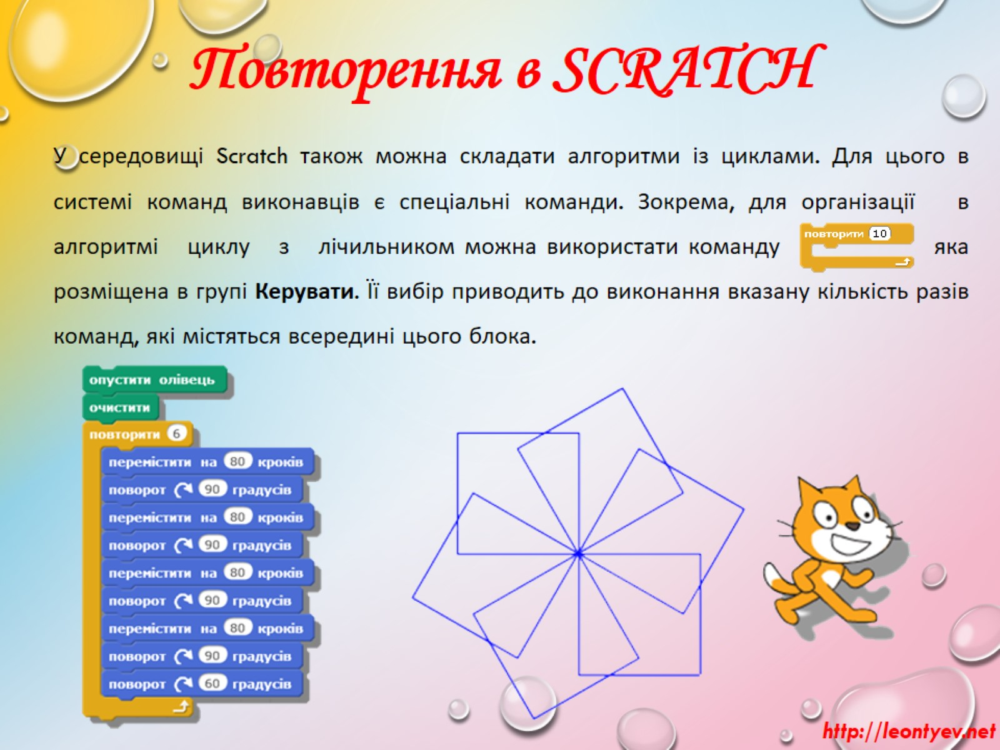 Повторення в SCRATCH
У середовищі Scratch також можна складати алгоритми із циклами. Для цього в
системі команд виконавців є спеціальні команди. Зокрема, для організації в
алгоритмі циклу з лічильником можна використати команду повторити 10 яка
розміщена в групі Керувати. Її вибір приводить до виконання вказану кількість разів
команд, які містяться всередині цього блока.
опустити олівець
очистити
повторити 6
перемістити на 80 кроків
поворот 90 градусів
перемістити на 80 кроків
поворот 90 градусів
перемістити на 80 кроків
поворот 90 градусів
перемістити на 80 кроків
поворот 90 градусів
поворот 60 градусів
http://leontyev.net